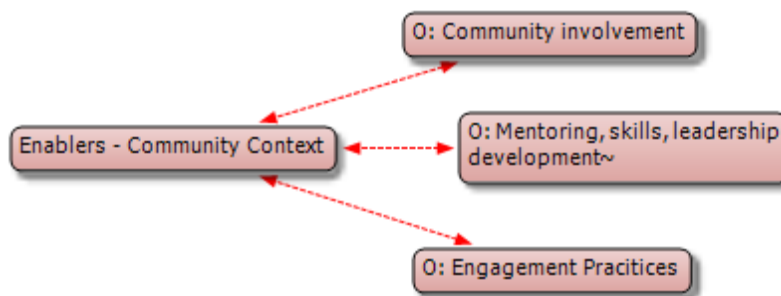 O: Community involvement
Enablers - Community Context
O: Mentoring, skills, leadership
development~
O: Engagement Pracitices